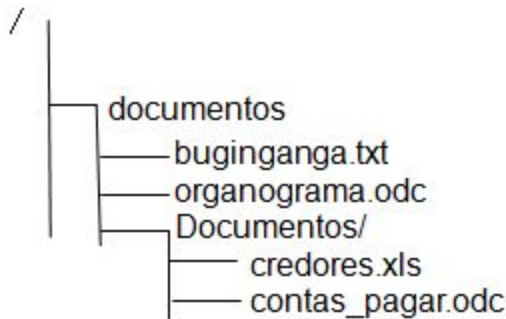 /
documentos
buginganga.txt
organograma.odc
Documentos/
credores.xls
contas_pagar.odc